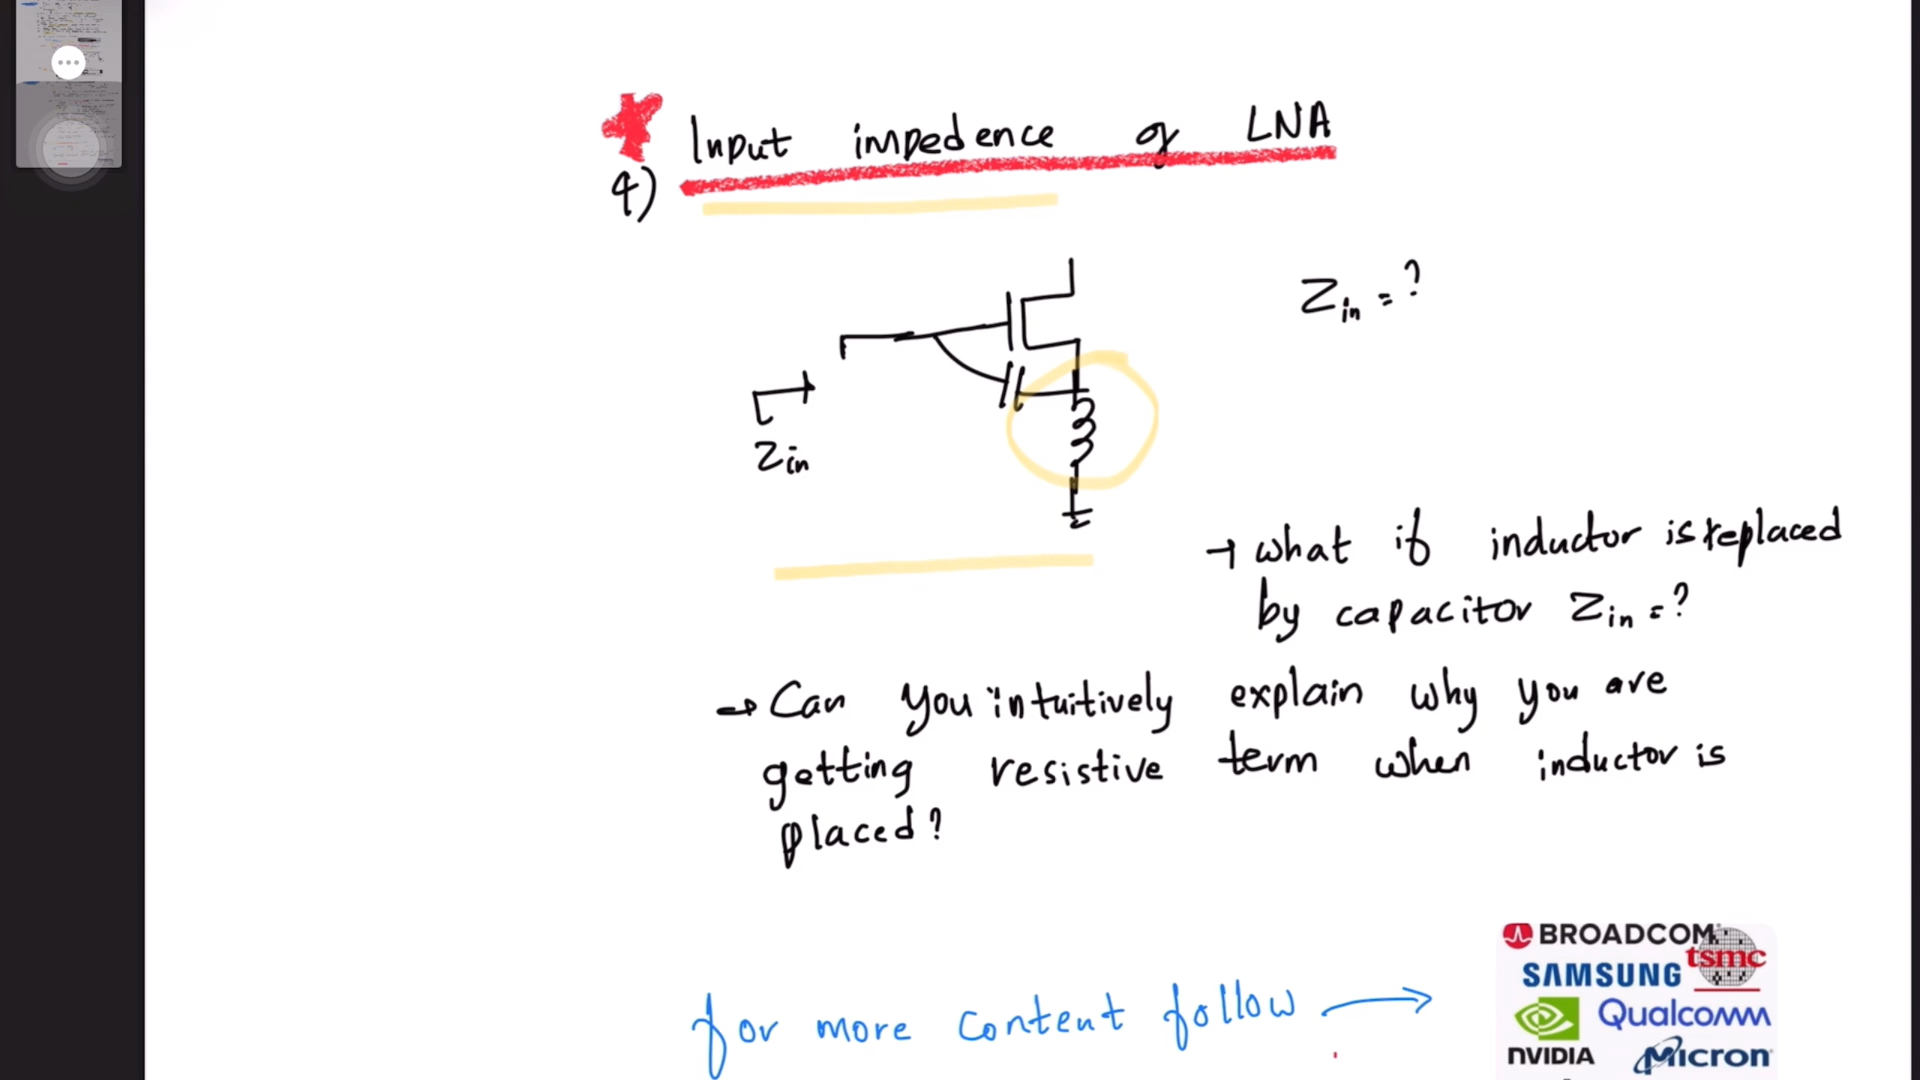 Input impedence of LNA
4)
Zin = ?
Zin
→ what if inductor is replaced
by capacitor Zin = ?
→ Can you intuitively explain why you are
getting resistive term when inductor is
placed?
for more content follow →
BROADCOM
tsmc
SAMSUNG
NVIDIA
Qualcomm
Micron